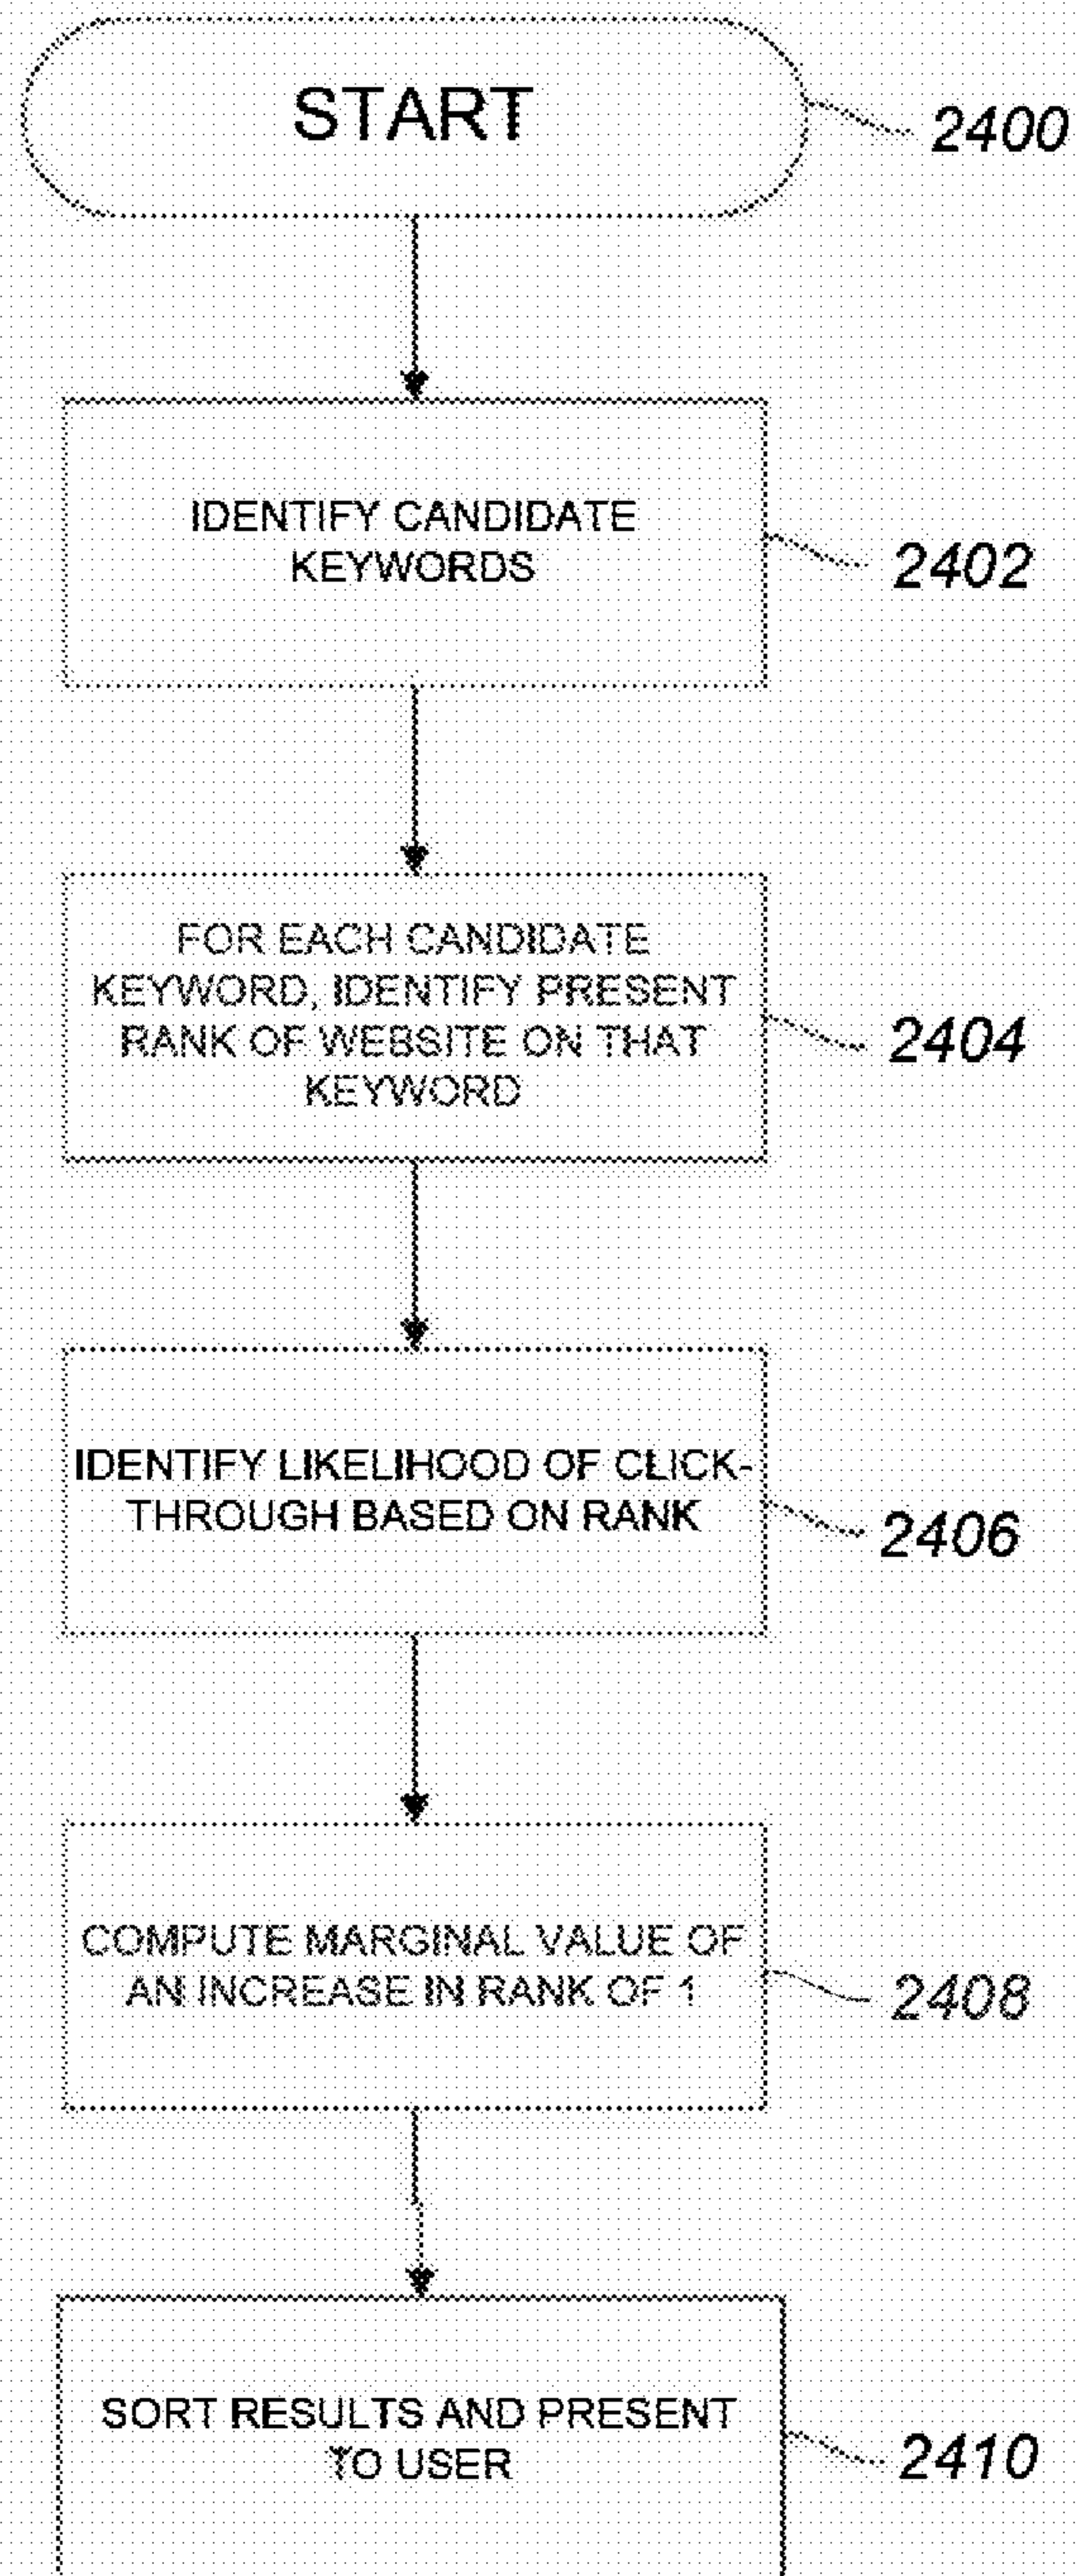 START
2400
IDENTIFY CANDIDATE
KEYWORDS
2402
FOR EACH CANDIDATE
KEYWORD, IDENTIFY PRESENT
RANK OF WEBSITE ON THAT
KEYWORD
2404
IDENTIFY LIKELIHOOD OF CLICK-
THROUGH BASED ON RANK
2406
COMPUTE MARGINAL VALUE OF
AN INCREASE IN RANK OF 1
2408
SORT RESULTS AND PRESENT
TO USER
2410